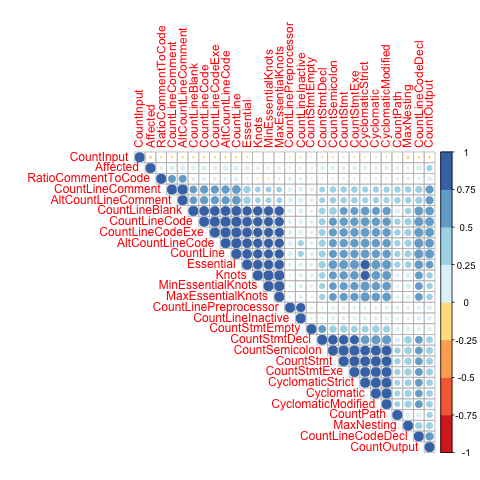 CountInput
Affected
RatioCommentToCode
CountLineComment
AltCountLineComment
CountLineBlank
CountLineCode
CountLineCodeExe
AltCountLineCode
CountLine
Essential
Knots
MinEssentialKnots
MaxEssentialKnots
CountLinePreprocessor
CountLineInactive
CountStmtEmpty
CountStmtDecl
CountSemicolon
CountStmt
CountStmtExe
CyclomaticStrict
Cyclomatic
CyclomaticModified
CountPath
MaxNesting
CountLineCodeDecl
CountOutput
CountInput
Affected
RatioCommentToCode
CountLineComment
AltCountLineComment
CountLineBlank
CountLineCode
CountLineCodeExe
AltCountLineCode
CountLine
Essential
Knots
MinEssentialKnots
MaxEssentialKnots
CountLinePreprocessor
CountLineInactive
CountStmtEmpty
CountStmtDecl
CountSemicolon
CountStmt
CountStmtExe
CyclomaticStrict
Cyclomatic
CyclomaticModified
CountPath
MaxNesting
CountLineCodeDecl
CountOutput
1
0.75
0.5
0.25
0
-0.25
-0.5
-0.75
-1